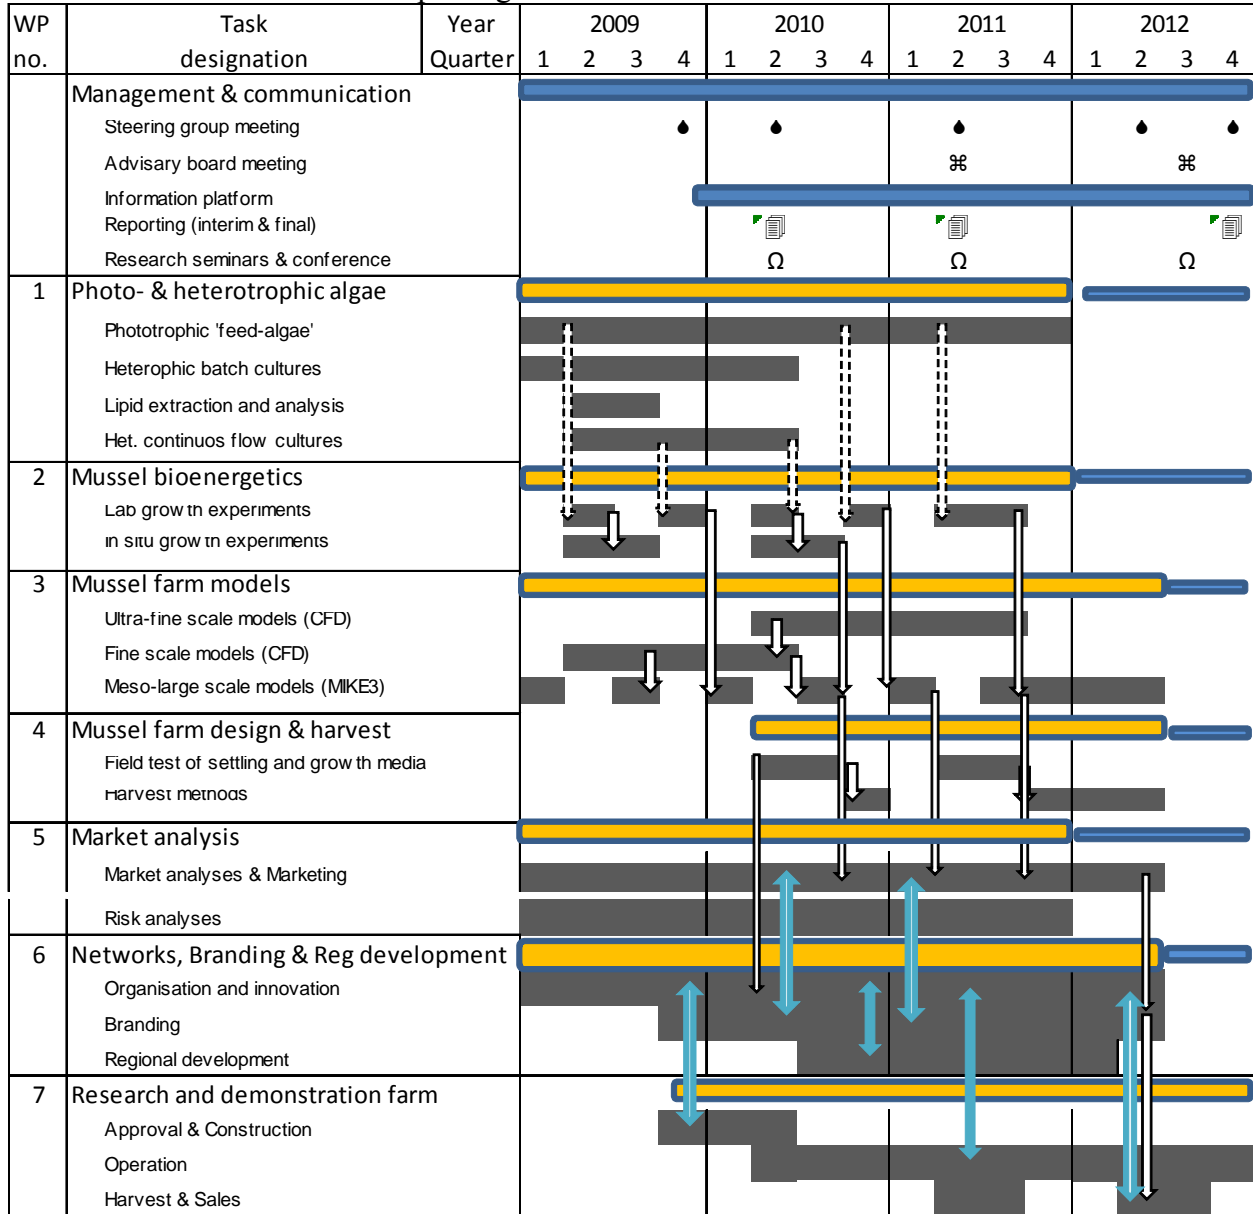 WP Task Year 2009 2010 2011 2012
no. designation Quarter 1 2 3 4 1 2 3 4 1 2 3 4 1 2 3 4
Management & communication
Steering group meeting
Advisary board meeting
⌘ ⌘
Information platform
Reporting (interim & final)
Research seminars & conference
Ω Ω Ω
1 Photo- & heterotrophic algae
Phototrophic 'feed-algae'
Heterophic batch cultures
Lipid extraction and analysis
Het. continuos flow cultures
2 Mussel bioenergetics
Lab growth experiments
In situ growth experiments
3 Mussel farm models
Ultra-fine scale models (CFD)
Fine scale models (CFD)
Meso-large scale models (MIKE3)
4 Mussel farm design & harvest
Field test of settling and growth media
Harvest methods
5 Market analysis
Market analyses & Marketing
Risk analyses
6 Networks, Branding & Reg development
Organisation and innovation
Branding
Regional development
7 Research and demonstration farm
Approval & Construction
Operation
Harvest & Sales